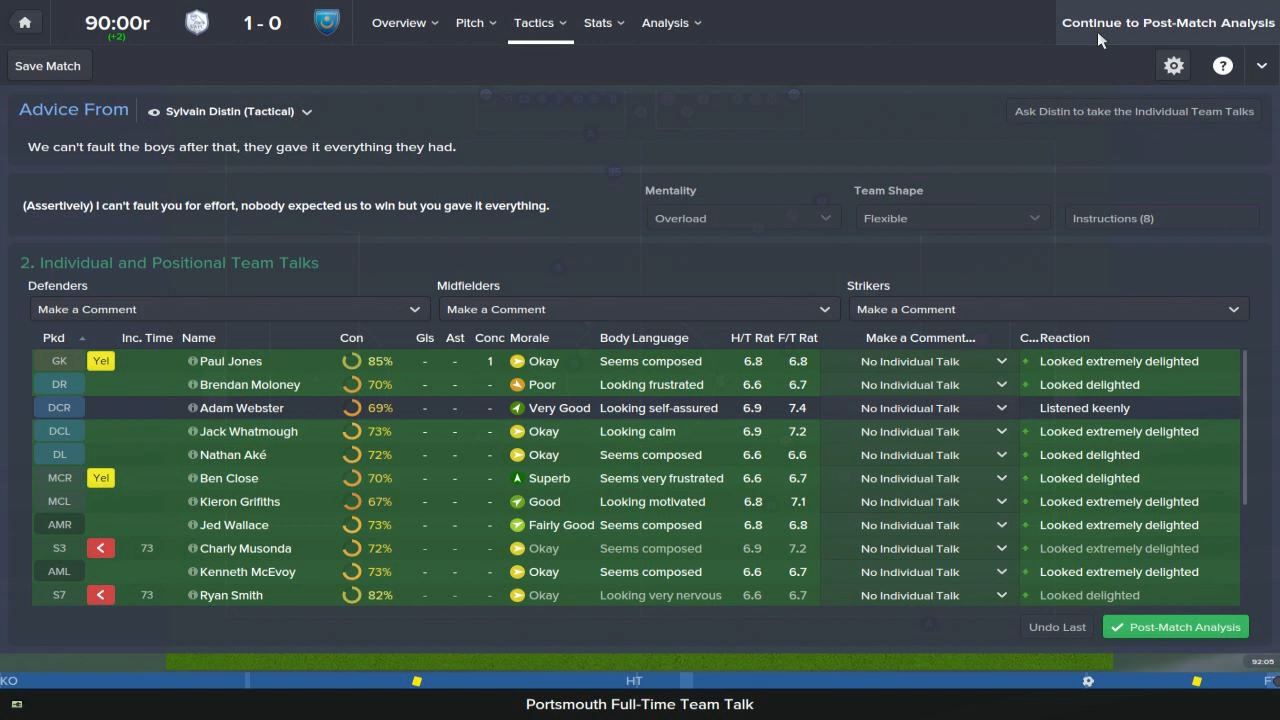 90:00r
(+2)
1 - 0
Overview
Pitch
Tactics
Stats
Analysis
Continue to Post-Match Analysis
Save Match
Advice From
Sylvain Distin (Tactical)
Ask Distin to take the Individual Team Talks
We can't fault the boys after that, they gave it everything they had.
(Assertively) I can't fault you for effort, nobody expected us to win but you gave it everything.
Mentality
Overload
Team Shape
Flexible
Instructions (8)
2. Individual and Positional Team Talks
Defenders Midfielders Strikers
Make a Comment Make a Comment Make a Comment
Pkd Inc. Time Name Con Gls Ast Conc Morale Body Language H/T Rat F/T Rat Make a Comment... C... Reaction
GK Yel Paul Jones 85% - - 1 Okay Seems composed 6.8 6.8 No Individual Talk Looked extremely delighted
DR Brendan Moloney 70% - - - Poor Looking frustrated 6.6 6.7 No Individual Talk Looked delighted
DCR Adam Webster 69% - - - Very Good Looking self-assured 6.9 7.4 No Individual Talk Listened keenly
DCL Jack Whatmough 73% - - - Okay Looking calm 6.9 7.2 No Individual Talk Looked extremely delighted
DL Nathan Aké 72% - - - Okay Seems composed 6.6 6.6 No Individual Talk Looked extremely delighted
MCR Yel Ben Close 70% - - - Superb Seems very frustrated 6.6 6.7 No Individual Talk Looked delighted
MCL Kieron Grifiths 67% - - - Good Looking motivated 6.8 7.1 No Individual Talk Looked extremely delighted
AMR Jed Wallace 73% - - - Fairly Good Seems composed 6.8 6.8 No Individual Talk Looked extremely delighted
S3 73 Charly Musonda 72% - - - Okay Seems composed 6.9 7.2 No Individual Talk Looked extremely delighted
AML Kenneth McEvoy 73% - - - Okay Seems composed 6.6 6.7 No Individual Talk Looked extremely delighted
S7 73 Ryan Smith 82% - - - Okay Looking very nervous 6.6 6.7 No Individual Talk Looked delighted
Undo Last
Post-Match Analysis
92:05
KO HT
Portsmouth Full-Time Team Talk